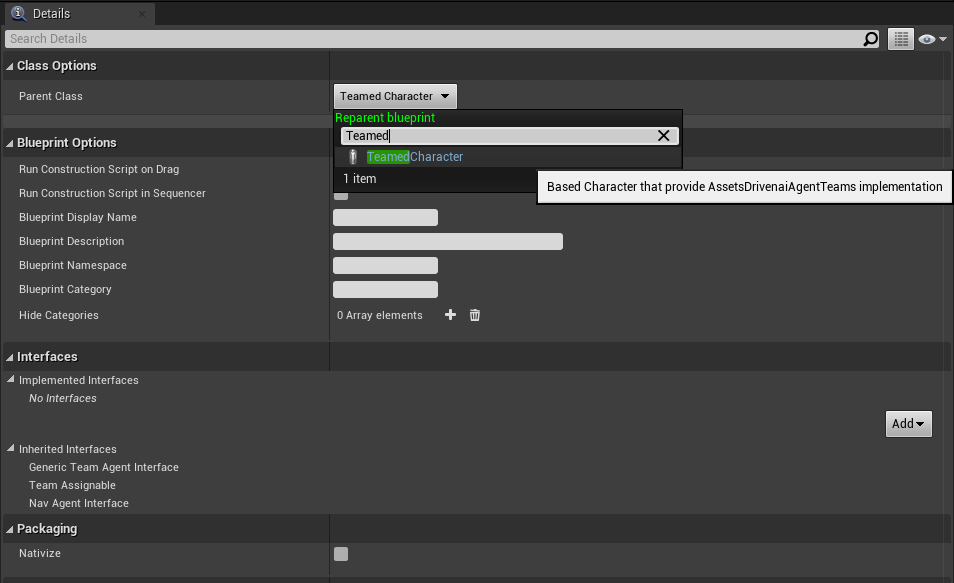 Details
Search Details
Class Options
Parent Class
Teamed Character
Reparent blueprint
Teamed
TeamedCharacter
1 item
Based Character that provide AssetsDrivenaiAgentTeams implementation
Blueprint Options
Run Construction Script on Drag
Run Construction Script in Sequencer
Blueprint Display Name
Blueprint Description
Blueprint Namespace
Blueprint Category
Hide Categories
0 Array elements
Interfaces
Implemented Interfaces
No Interfaces
Add
Inherited Interfaces
Generic Team Agent Interface
Team Assignable
Nav Agent Interface
Packaging
Nativize